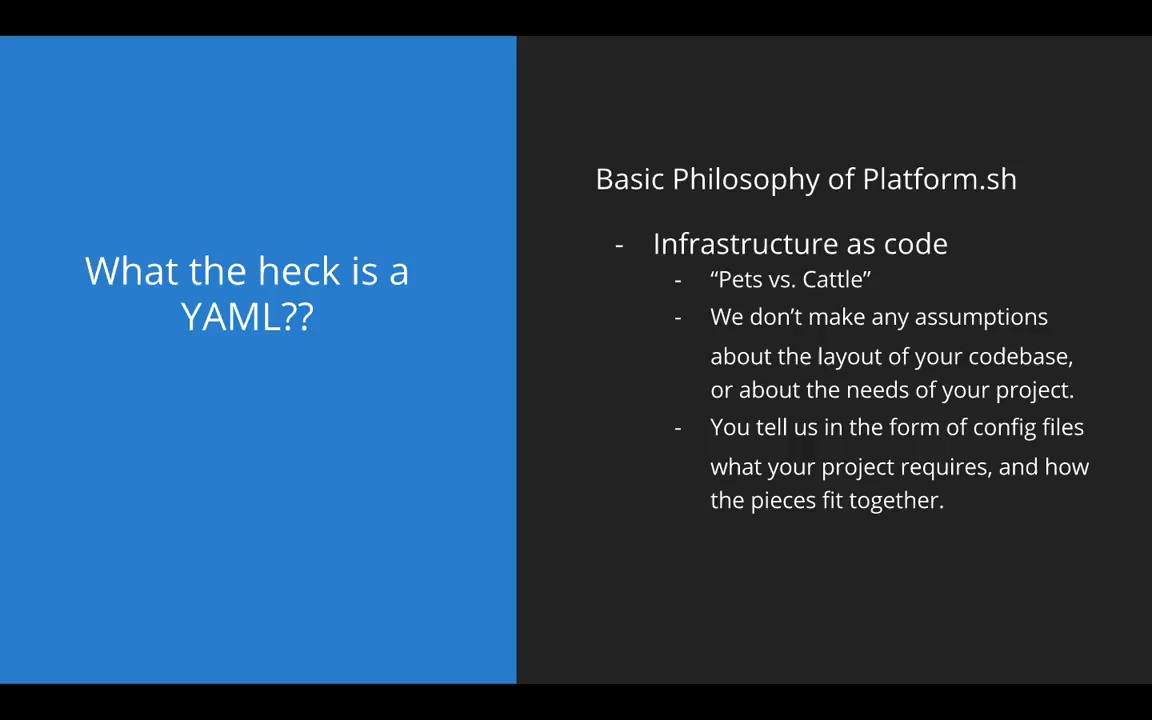 What the heck is a
YAML??
Basic Philosophy of Platform.sh
- Infrastructure as code
- “Pets vs. Cattle”
- We don’t make any assumptions
about the layout of your codebase,
or about the needs of your project.
- You tell us in the form of config files
what your project requires, and how
the pieces fit together.